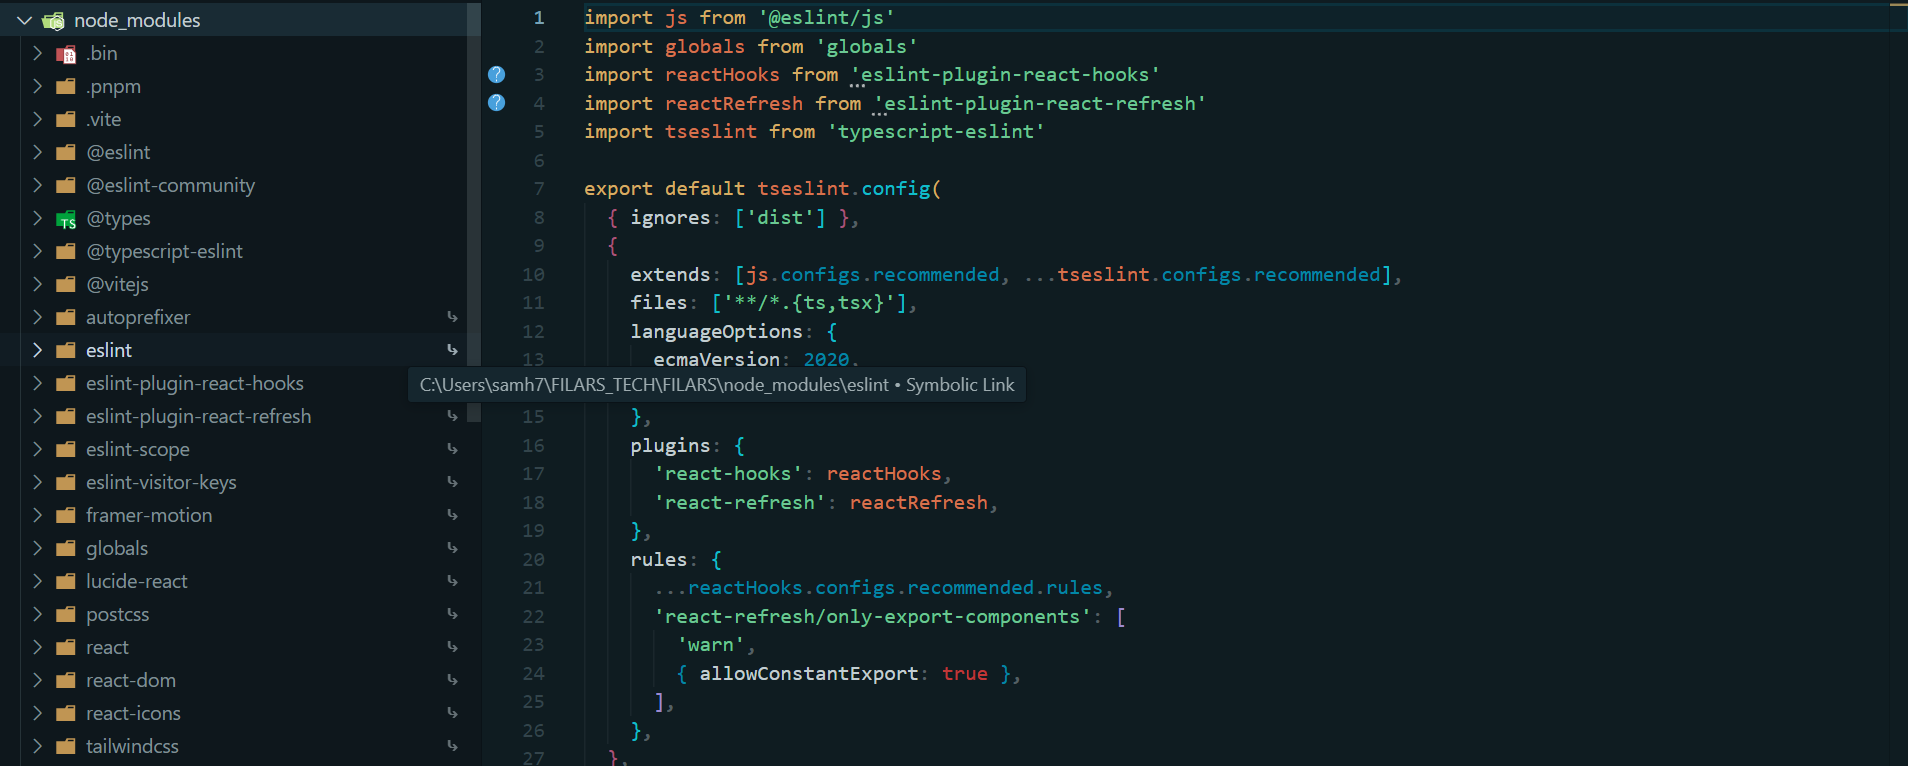 node_modules
.bin
.pnpm
.vite
@eslint
@eslint-community
@types
@typescript-eslint
@vitejs
autoprefixer
eslint
eslint-plugin-react-hooks
eslint-plugin-react-refresh
eslint-scope
eslint-visitor-keys
framer-motion
globals
lucide-react
postcss
react
react-dom
react-icons
tailwindcss
C:\Users\samh7\FILARS_TECH\FILARS\node_modules\eslint • Symbolic Link
1 import js from '@eslint/js'
2 import globals from 'globals'
3 import reactHooks from 'eslint-plugin-react-hooks'
4 import reactRefresh from 'eslint-plugin-react-refresh'
5 import tseslint from 'typescript-eslint'
6
7 export default tseslint.config(
8 { ignores: ['dist'] },
9 {
10 extends: [js.configs.recommended, ...tseslint.configs.recommended],
11 files: ['**/*.{ts,tsx}'],
12 languageOptions: {
13 ecmaVersion: 2020,
15 },
16 plugins: {
17 'react-hooks': reactHooks,
18 'react-refresh': reactRefresh,
19 },
20 rules: {
21 ...reactHooks.configs.recommended.rules,
22 'react-refresh/only-export-components': [
23 'warn',
24 { allowConstantExport: true },
25 ],
26 },
27 },